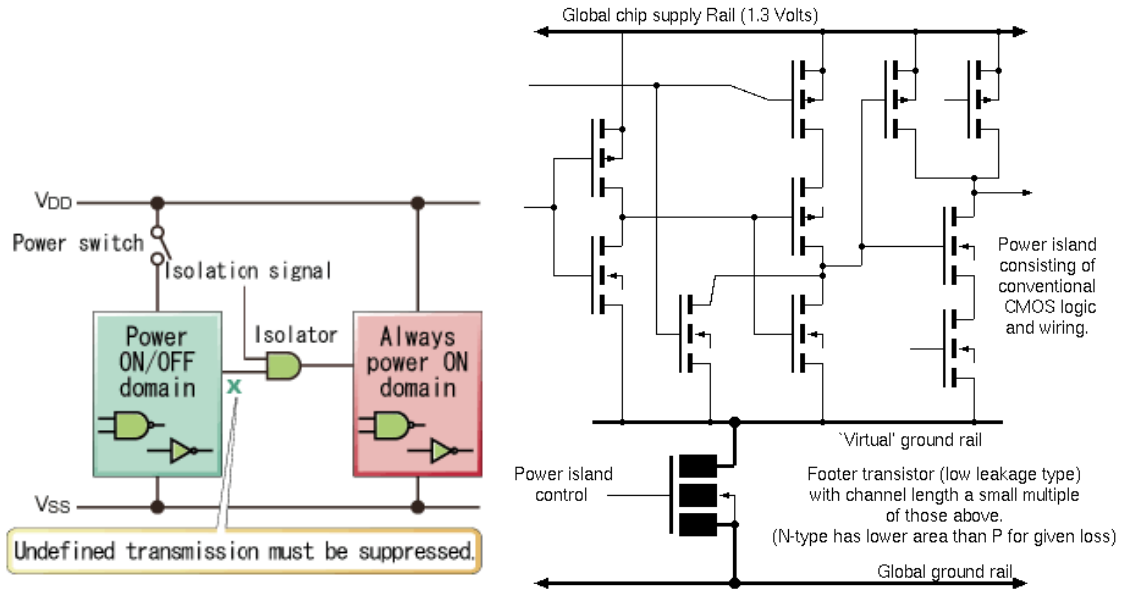 VDD
Power switch
Isolation signal
Isolator
Power
ON/OFF
domain
Always
power ON
domain
x
VSS
Undefined transmission must be suppressed.
Global chip supply Rail (1.3 Volts)
Power island
consisting of
conventional
CMOS logic
and wiring.
`Virtual' ground rail
Power island
control
Footer transistor (low leakage type)
with channel length a small multiple
of those above.
(N-type has lower area than P for given loss)
Global ground rail